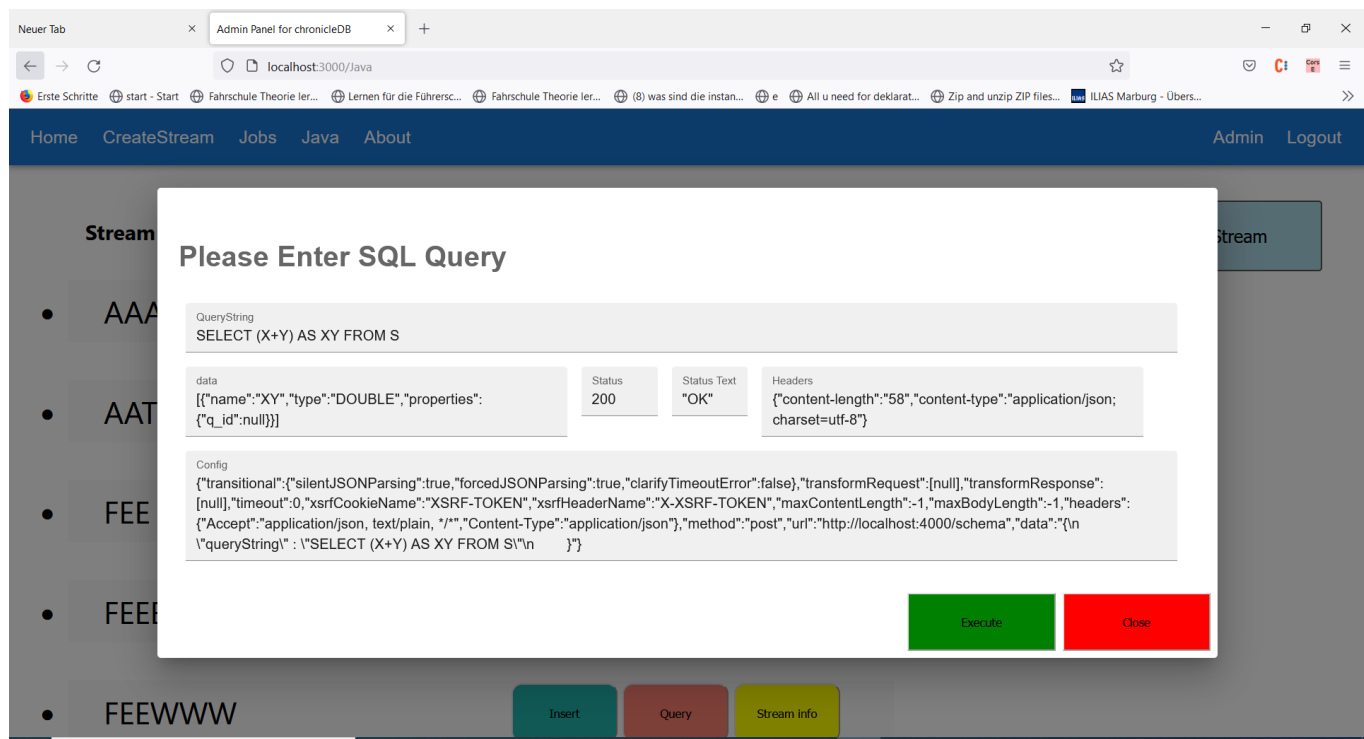 Neuer Tab
Admin Panel for chronicleDB
localhost:3000/Java
Erste Schritte start - Start Fahrschule Theorie ler... Lernen für die Führersc... Fahrschule Theorie ler... (8) was sind die instan... e All u need for deklarat... Zip and unzip ZIP files... ILIAS Marburg - Übers...
Home CreateStream Jobs Java About Admin Logout
Stream
Stream
Please Enter SQL Query
AAA
QueryString
SELECT (X+Y) AS XY FROM S
data Status Status Text Headers
[{"name":"XY","type":"DOUBLE","properties": 200 "OK" {"content-length":"58","content-type":"application/json;
{"q_id":null}}] charset=utf-8"}
AAT
Config
{"transitional":{"silentJSONParsing":true,"forcedJSONParsing":true,"clarifyTimeoutError":false},"transformRequest":[null],"transformResponse":
[null],"timeout":0,"xsrfCookieName":"XSRF-TOKEN","xsrfHeaderName":"X-XSRF-TOKEN","maxContentLength":-1,"maxBodyLength":-1,"headers":
{"Accept":"application/json, text/plain, */*","Content-Type":"application/json"},"method":"post","url":"http://localhost:4000/schema","data":"{\n
\"queryString\" : \"SELECT (X+Y) AS XY FROM S\"\n }"}
FEE
FEEE
Execute Close
FEEWWW
Insert Query Stream info